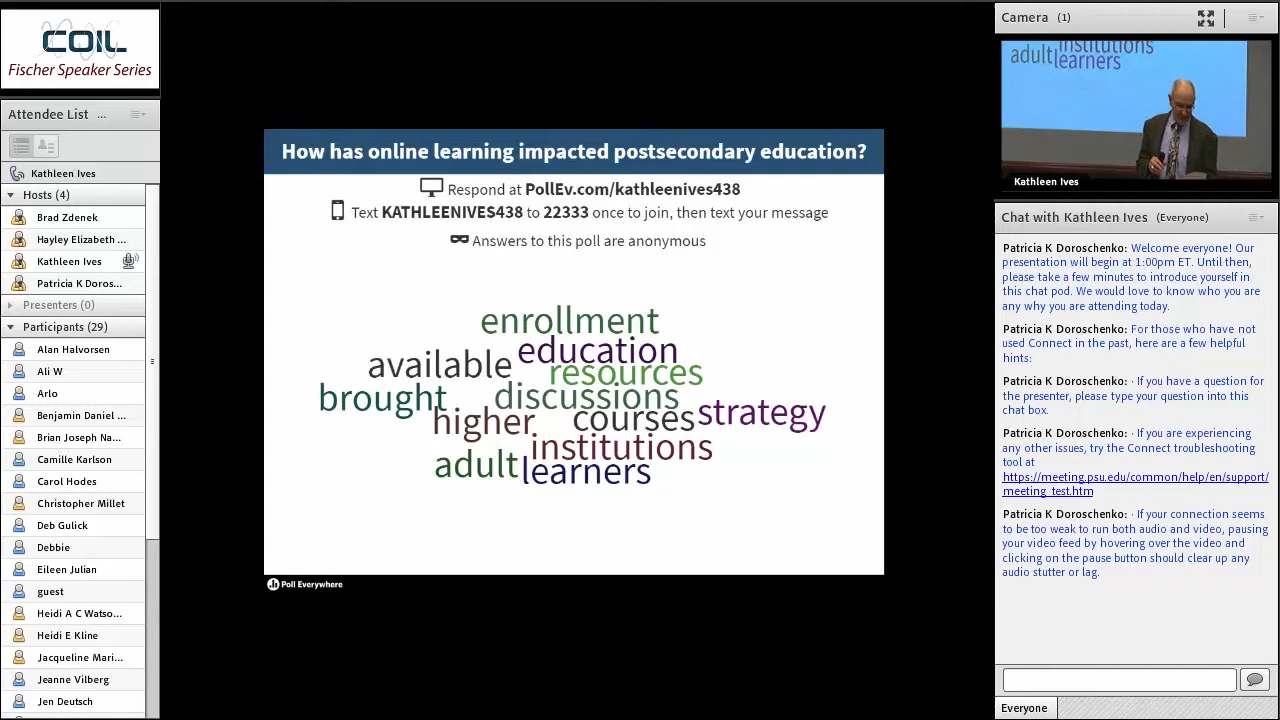 COIL
Fischer Speaker Series
Attendee List ...
Kathleen Ives
Hosts (4)
Brad Zdenek
Hayley Elizabeth ...
Kathleen Ives
Patricia K Doros...
Presenters (0)
Participants (29)
Alan Halvorsen
Ali W
Arlo
Benjamin Daniel ...
Brian Joseph Na...
Camille Karlson
Carol Hodes
Christopher Millet
Deb Gulick
Debbie
Eileen Julian
guest
Heidi A C Watso...
Heidi E Kline
Jacqueline Mari...
Jeanne Vilberg
Jen Deutsch
How has online learning impacted postsecondary education?
Respond at PollEv.com/kathleenives438
Text KATHLEENIVES438 to 22333 once to join, then text your message
Answers to this poll are anonymous
enrollment
education
available
resources
brought
discussions
higher
courses
strategy
institutions
adult
learners
Poll Everywhere
Camera (1)
institutions
adult learners
Kathleen Ives
Chat with Kathleen Ives (Everyone)
Patricia K Doroschenko: Welcome everyone! Our
presentation will begin at 1:00pm ET. Until then,
please take a few minutes to introduce yourself in
this chat pod. We would love to know who you are
any why you are attending today.
Patricia K Doroschenko: For those who have not
used Connect in the past, here are a few helpful
hints:
Patricia K Doroschenko: · If you have a question for
the presenter, please type your question into this
chat box.
Patricia K Doroschenko: · If you are experiencing
any other issues, try the Connect troubleshooting
tool at
https://meeting.psu.edu/common/help/en/support/
meeting_test.htm
Patricia K Doroschenko: · If your connection seems
to be too weak to run both audio and video, pausing
your video feed by hovering over the video and
clicking on the pause button should clear up any
audio stutter or lag.
Everyone